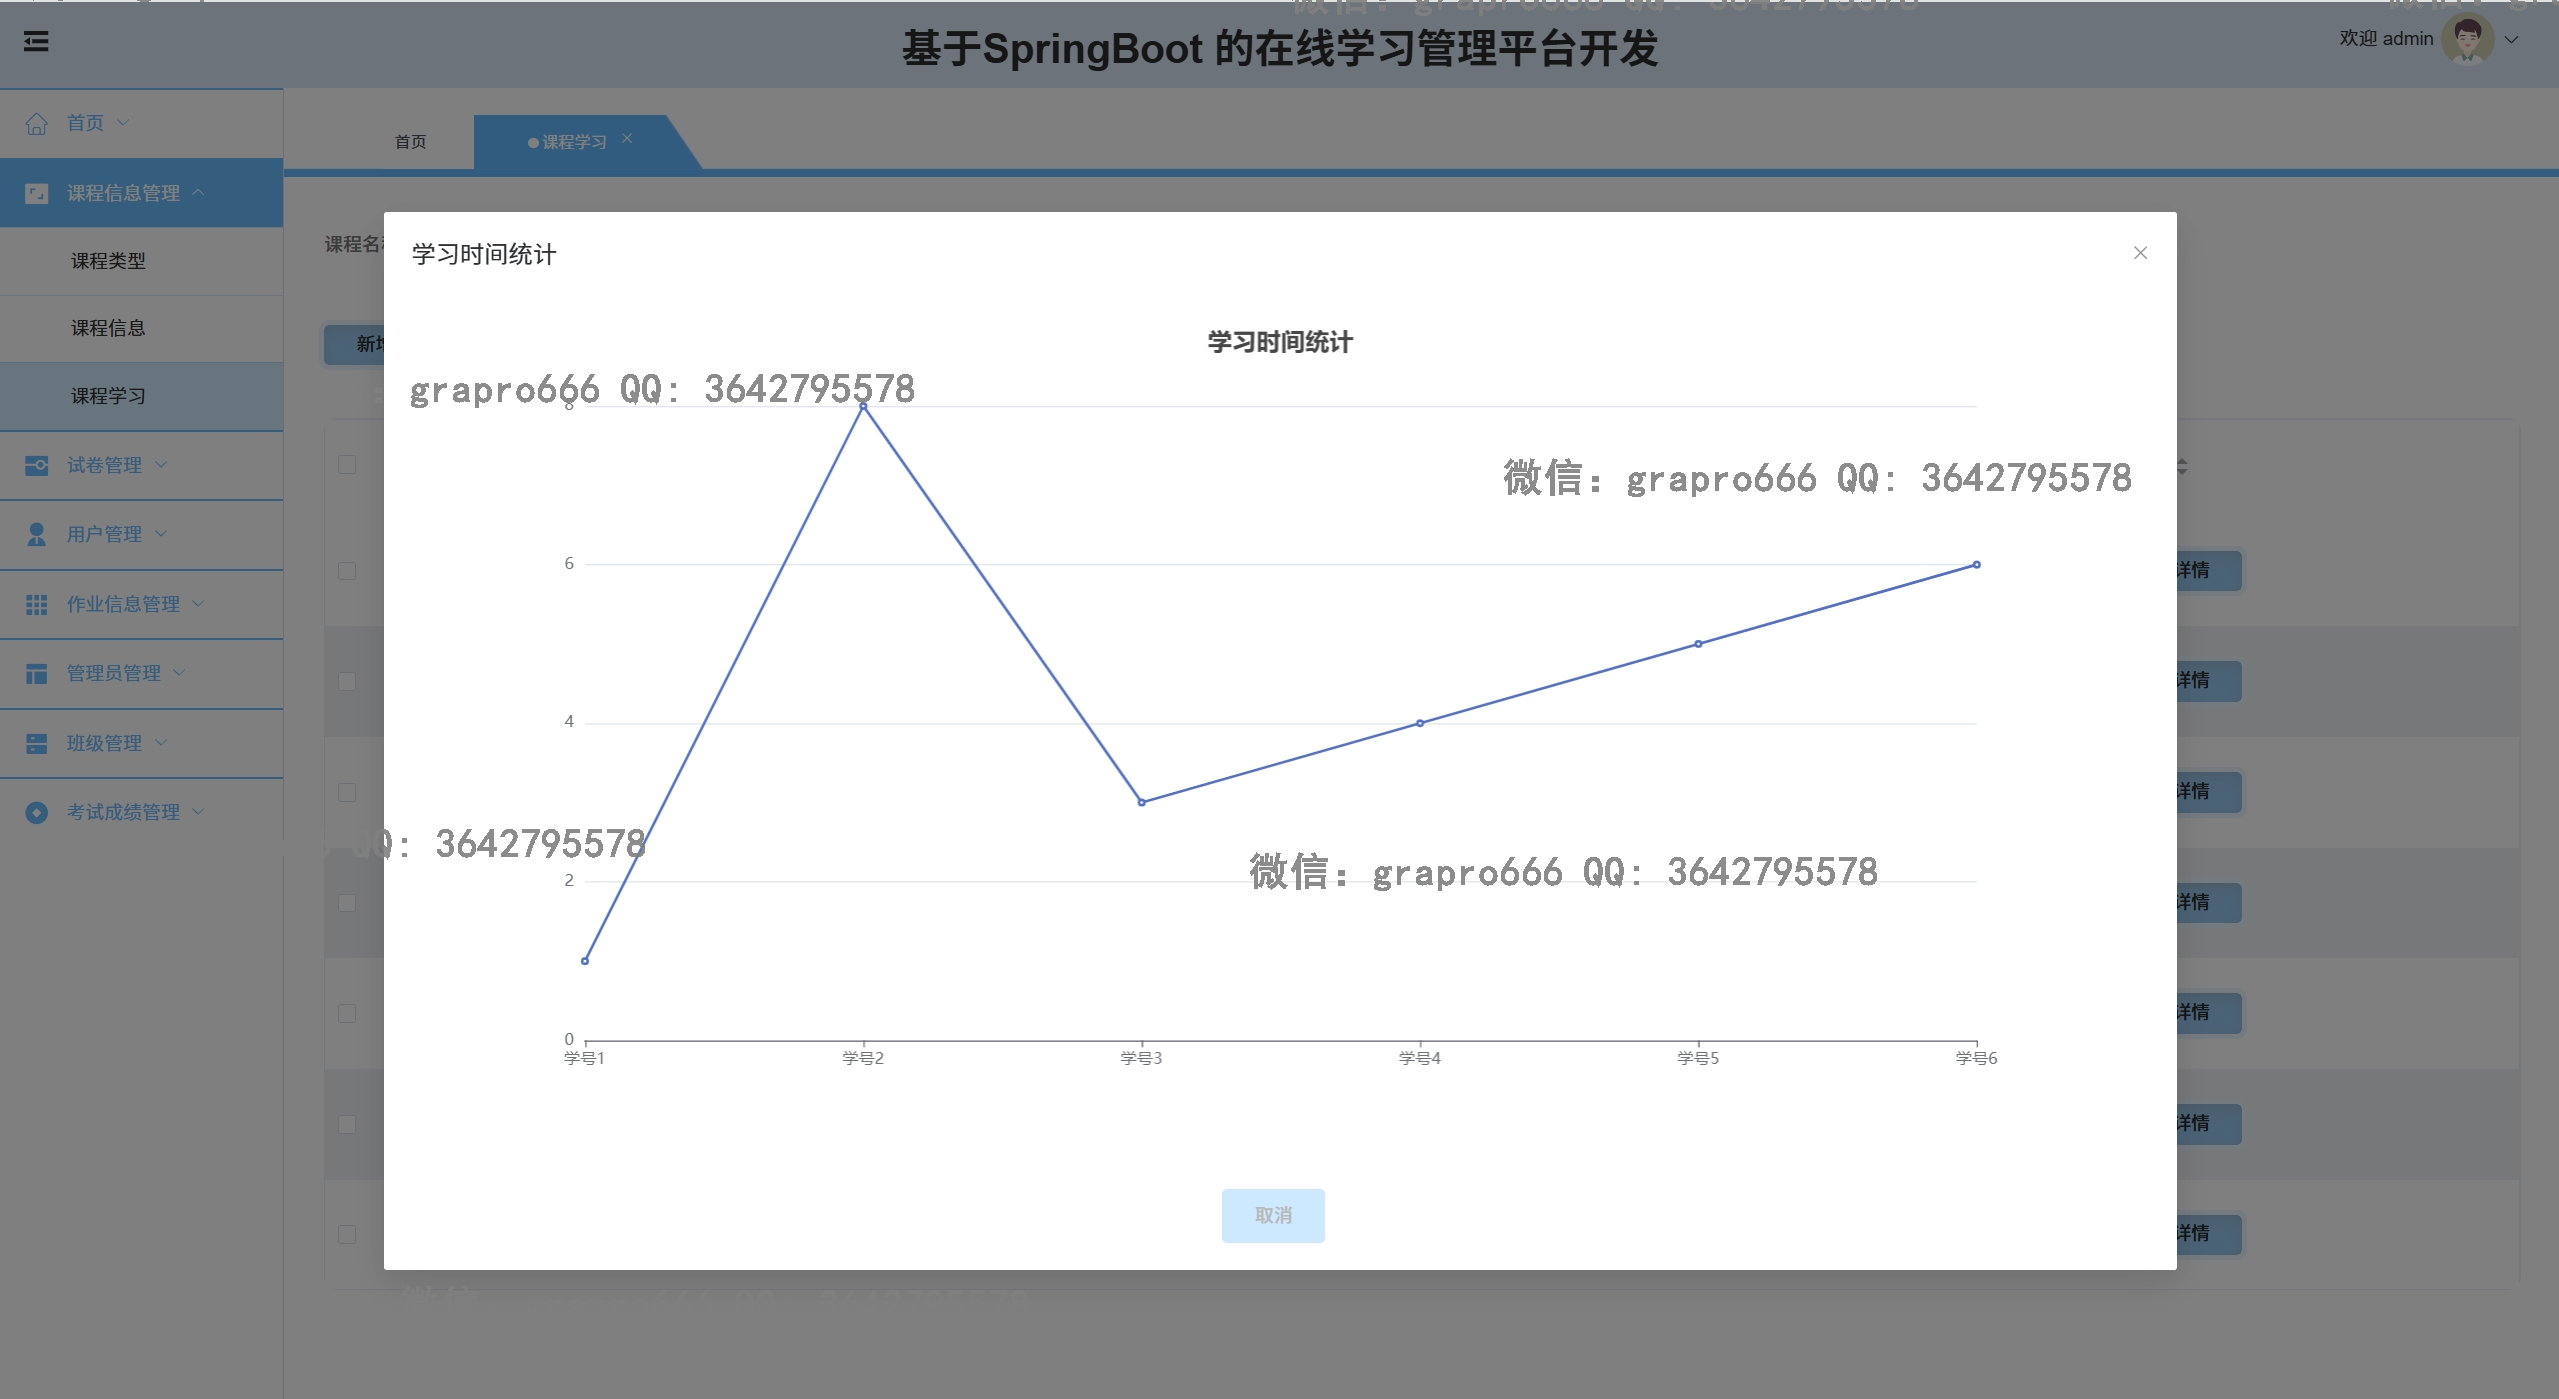 基于SpringBoot 的在线学习管理平台开发
欢迎 admin
首页
课程信息管理
课程类型
课程信息
课程学习
试卷管理
用户管理
作业信息管理
管理员管理
班级管理
考试成绩管理
首页
课程学习
课程名
新增
学习时间统计
学习时间统计
grapro666 QQ: 3642795578
微信: grapro666 QQ: 3642795578
QQ: 3642795578
微信: grapro666 QQ: 3642795578
8
6
4
2
0
学号1 学号2 学号3 学号4 学号5 学号6
取消
详情
详情
详情
详情
详情
详情
详情
微信: grapro666 QQ: 3642795578